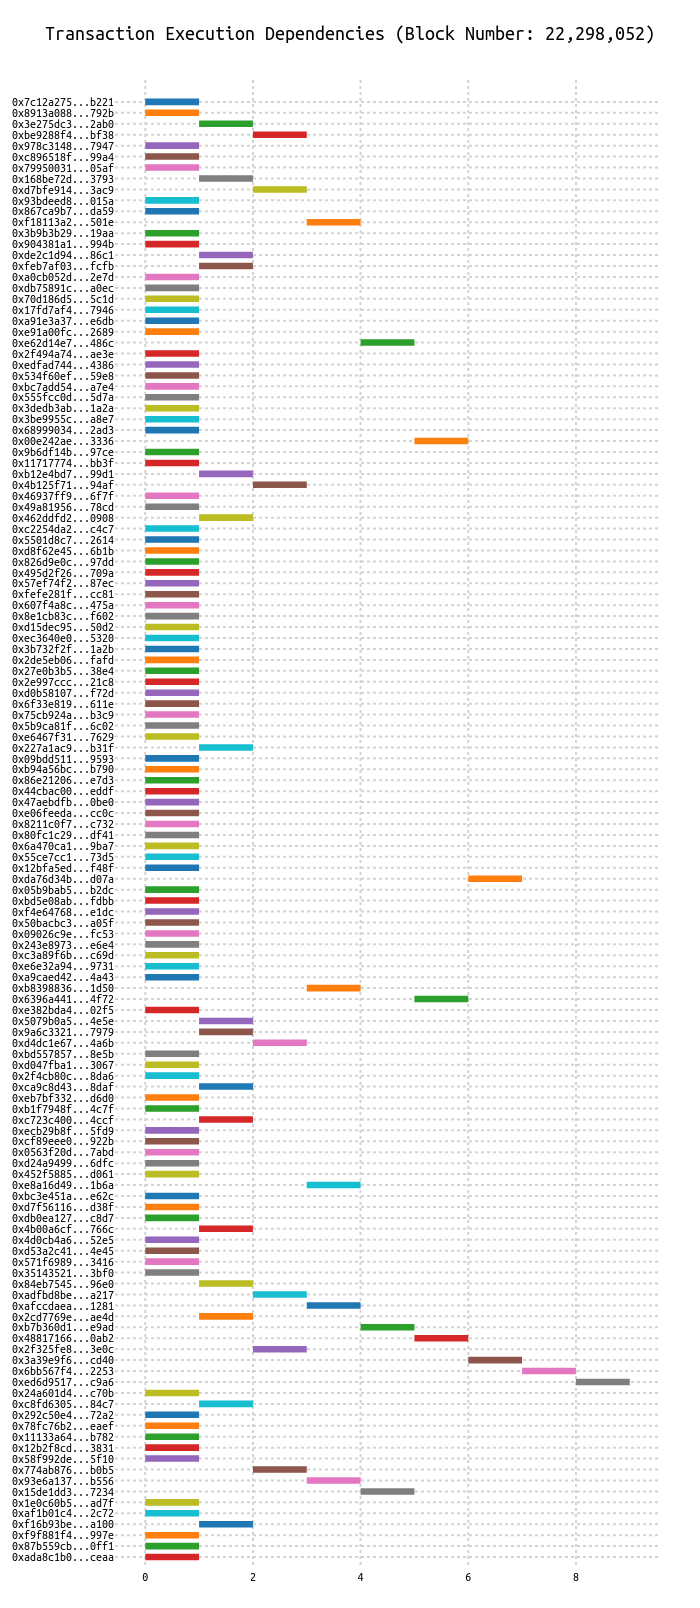 Transaction Execution Dependencies (Block Number: 22,298,052)
0x7c12a275...b221
0x8913a088...792b
0x3e275dc3...2ab0
0xbe9288f4...bf38
0x978c3148...7947
0xc896518f...99a4
0x79950031...05af
0x168be72d...3793
0xd7bfe914...3ac9
0x93bdeed8...015a
0x867ca9b7...da59
0xf18113a2...501e
0x3b9b3b29...19aa
0x904381a1...994b
0xde2c1d94...86c1
0xfeb7af03...fcfb
0xa0cb052d...2e7d
0xdb75891c...a0ec
0x70d186d5...5c1d
0x17fd7af4...7946
0xa91e3a37...e6db
0xe91a00fc...2689
0xe62d14e7...486c
0x2f494a74...ae3e
0xedfad744...4386
0x534f60ef...59e8
0xbc7add54...a7e4
0x555fcc0d...5d7a
0x3dedb3ab...1a2a
0x3be9955c...a8e7
0x68999034...2ad3
0x00e242ae...3336
0x9b6df14b...97ce
0x11717774...bb3f
0xb12e4bd7...99d1
0x4b125f71...94af
0x46937ff9...6f7f
0x49a81956...78cd
0x462ddfd2...0908
0xc2254da2...c4c7
0x5501d8c7...2614
0xd8f62e45...6b1b
0x826d9e0c...97dd
0x495d2f26...709a
0x57ef74f2...87ec
0xfefe281f...cc81
0x607f4a8c...475a
0x8e1cb83c...f602
0xd15dec95...50d2
0xec3640e0...5320
0x3b732f2f...1a2b
0x2de5eb06...fafd
0x27e0b3b5...38e4
0x2e997ccc...21c8
0xd0b58107...f72d
0x6f33e819...611e
0x75cb924a...b3c9
0x5b9ca81f...6c02
0xe6467f31...7629
0x227a1ac9...b31f
0x09bdd511...9593
0xb94a56bc...b790
0x86e21206...e7d3
0x44cbac00...eddf
0x47aebdfb...0be0
0xe06feeda...cc0c
0x8211c0f7...c732
0x80fc1c29...df41
0x6a470ca1...9ba7
0x55ce7cc1...73d5
0x12bfa5ed...f48f
0xda76d34b...d07a
0x05b9bab5...b2dc
0xbd5e08ab...fdbb
0xf4e64768...e1dc
0x50bacbc3...a05f
0x09026c9e...fc53
0x243e8973...e6e4
0xc3a89f6b...c69d
0xe6e32a94...9731
0xa9caed42...4a43
0xb8398836...1d50
0x6396a441...4f72
0xe382bda4...02f5
0x5079b0a5...4e5e
0x9a6c3321...7979
0xd4dc1e67...4a6b
0xbd557857...8e5b
0xd047fba1...3067
0x2f4cb80c...8da6
0xca9c8d43...8daf
0xeb7bf332...d6d0
0xb1f7948f...4c7f
0xc723c400...4ccf
0xecb29b8f...5fd9
0xcf89eee0...922b
0x0563f20d...7abd
0xd24a9499...6dfc
0x452f5885...d061
0xe8a16d49...1b6a
0xbc3e451a...e62c
0xd7f56116...d38f
0xdb0ea127...c8d7
0x4b00a6cf...766c
0x4d0cb4a6...52e5
0xd53a2c41...4e45
0x571f6989...3416
0x35143521...3bf0
0x84eb7545...96e0
0xadfbd8be...a217
0xafccdaea...1281
0x2cd7769e...ae4d
0xb7b360d1...e9ad
0x48817166...0ab2
0x2f325fe8...3e0c
0x3a39e9f6...cd40
0x6bb567f4...2253
0xed6d9517...c9a6
0x24a601d4...c70b
0xc8fd6305...84c7
0x292c50e4...72a2
0x78fc76b2...eaef
0x11133a64...b782
0x12b2f8cd...3831
0x58f992de...5f10
0x774ab876...b0b5
0x93e6a137...b556
0x15de1dd3...7234
0x1e0c60b5...ad7f
0xaf1b01c4...2c72
0xf16b93be...a100
0xf9f881f4...997e
0x87b559cb...0ff1
0xada8c1b0...ceaa
0 2 4 6 8